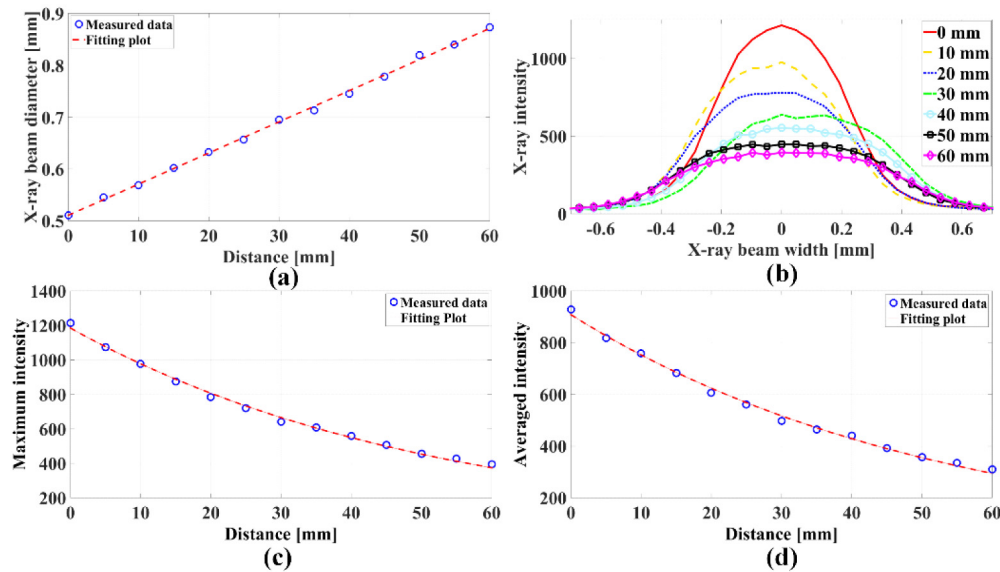 X-ray beam diameter [mm]
0.9
0.8
0.7
0.6
0.5
Measured data
Fitting plot
0 10 20 30 40 50 60
Distance [mm]
(a)
X-ray intensity
1000
500
0
0 mm
10 mm
20 mm
30 mm
40 mm
50 mm
60 mm
-0.6 -0.4 -0.2 0 0.2 0.4 0.6
X-ray beam width [mm]
(b)
Maximum intensity
1400
1200
1000
800
600
400
200
Measured data
Fitting Plot
0 10 20 30 40 50 60
Distance [mm]
(c)
Averaged intensity
1000
800
600
400
200
Measured data
Fitting plot
0 10 20 30 40 50 60
Distance [mm]
(d)